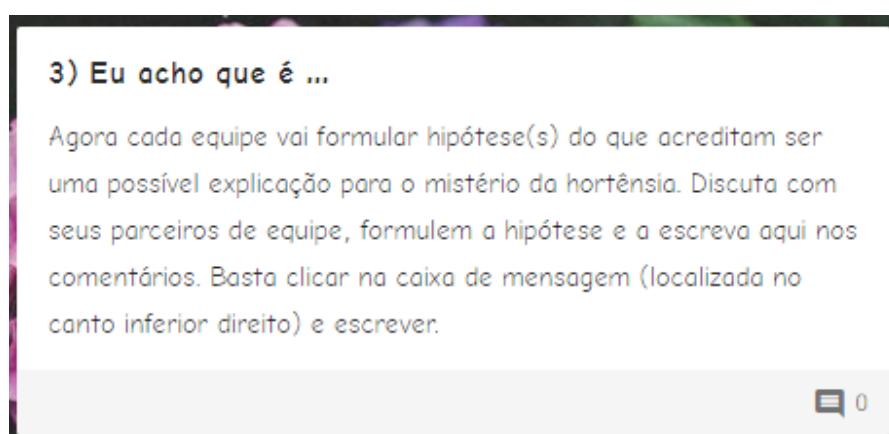 3) Eu acho que é ...
Agora cada equipe vai formular hipótese(s) do que acreditam ser
uma possível explicação para o mistério da hortênsia. Discuta com
seus parceiros de equipe, formulem a hipótese e a escreva aqui nos
comentários. Basta clicar na caixa de mensagem (localizada no
canto inferior direito) e escrever.
0